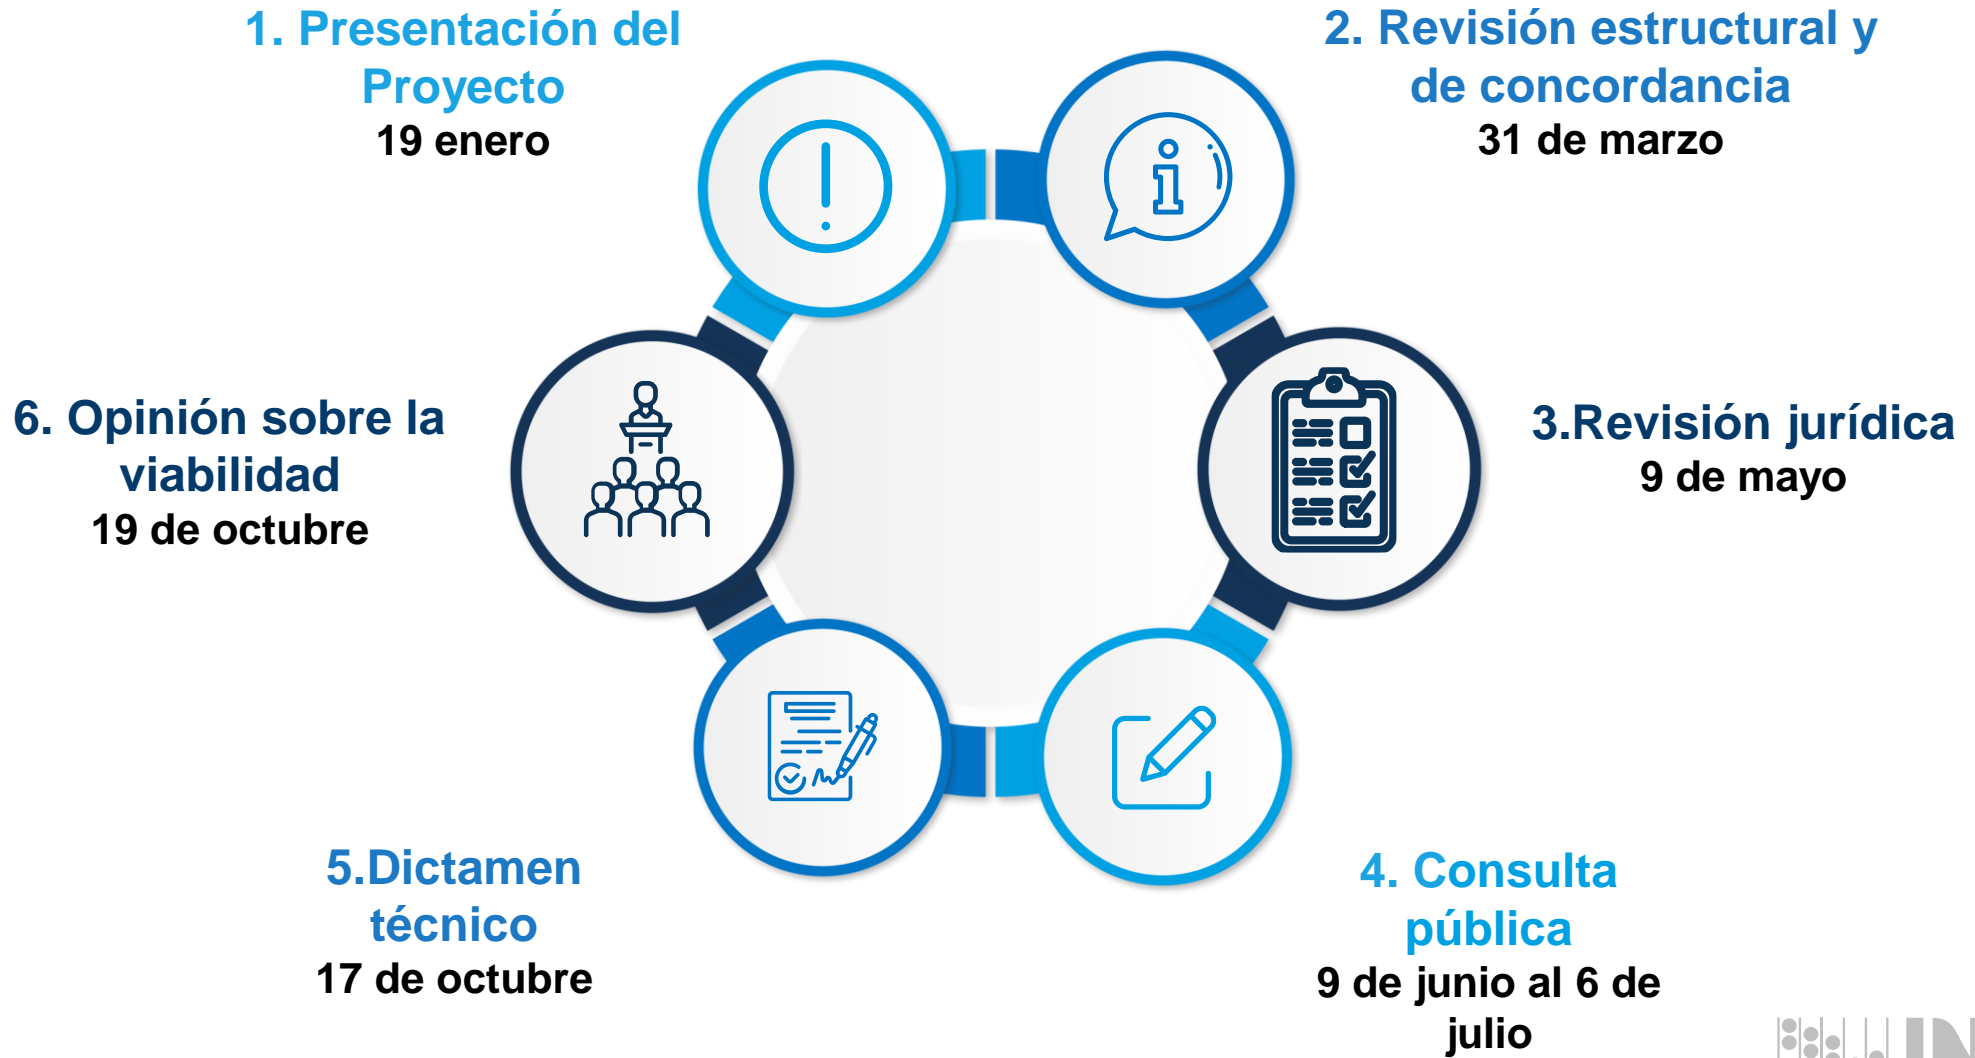 1. Presentación del
Proyecto
19 enero
2. Revisión estructural y
de concordancia
31 de marzo
3.Revisión jurídica
9 de mayo
4. Consulta
pública
9 de junio al 6 de
julio
5.Dictamen
técnico
17 de octubre
6. Opinión sobre la
viabilidad
19 de octubre